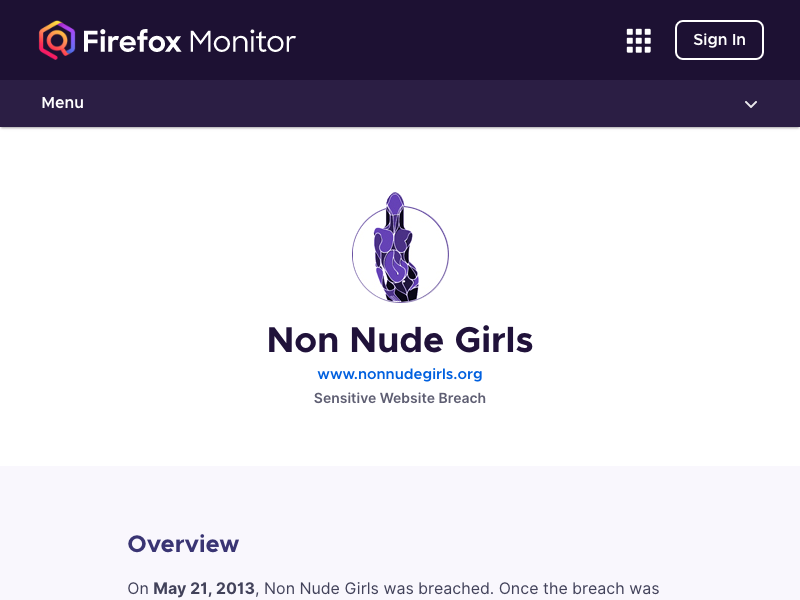 Firefox Monitor
Sign In
Menu
Non Nude Girls
www.nonnudegirls.org
Sensitive Website Breach
Overview
On May 21, 2013, Non Nude Girls was breached. Once the breach was